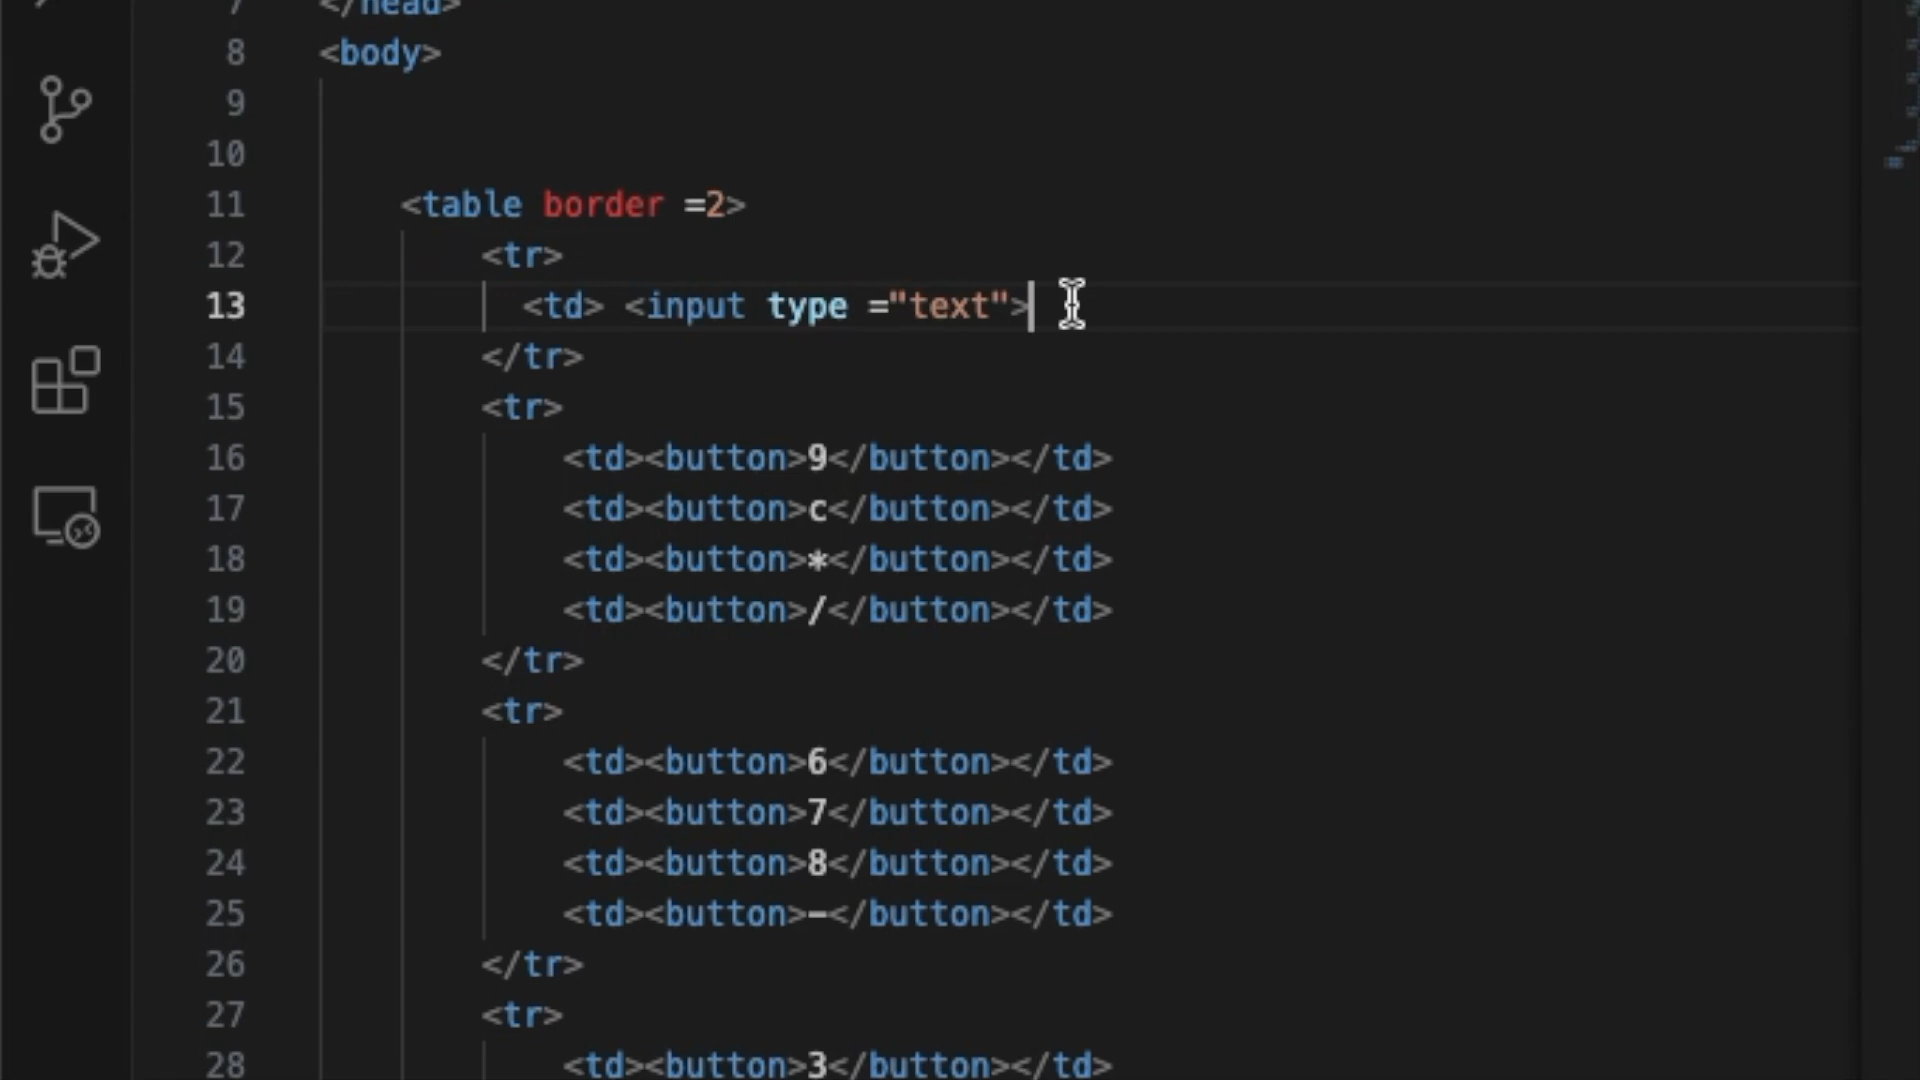 7 </head>
8 <body>
9
10
11 <table border =2>
12 <tr>
13 <td> <input type ="text">
14 </tr>
15 <tr>
16 <td><button>9</button></td>
17 <td><button>c</button></td>
18 <td><button>*</button></td>
19 <td><button>/</button></td>
20 </tr>
21 <tr>
22 <td><button>6</button></td>
23 <td><button>7</button></td>
24 <td><button>8</button></td>
25 <td><button>-</button></td>
26 </tr>
27 <tr>
28 <td><button>3</button></td>